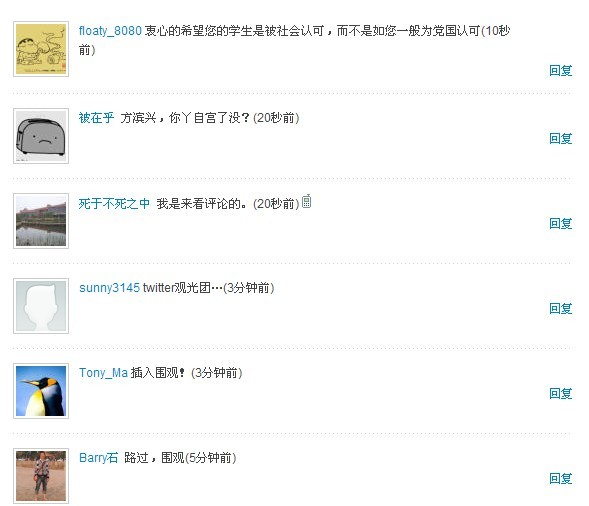 floaty_8080 衷心的希望您的学生是被社会认可，而不是如您一般为党国认可(10秒
前)
回复
被在乎 方滨兴，你丫自宫了没？(20秒前)
回复
死于不死之中 我是来看评论的。(20秒前)
回复
sunny3145 twitter观光团…(3分钟前)
回复
Tony_Ma 插入围观！(3分钟前)
回复
Barry石 路过，围观(5分钟前)
回复